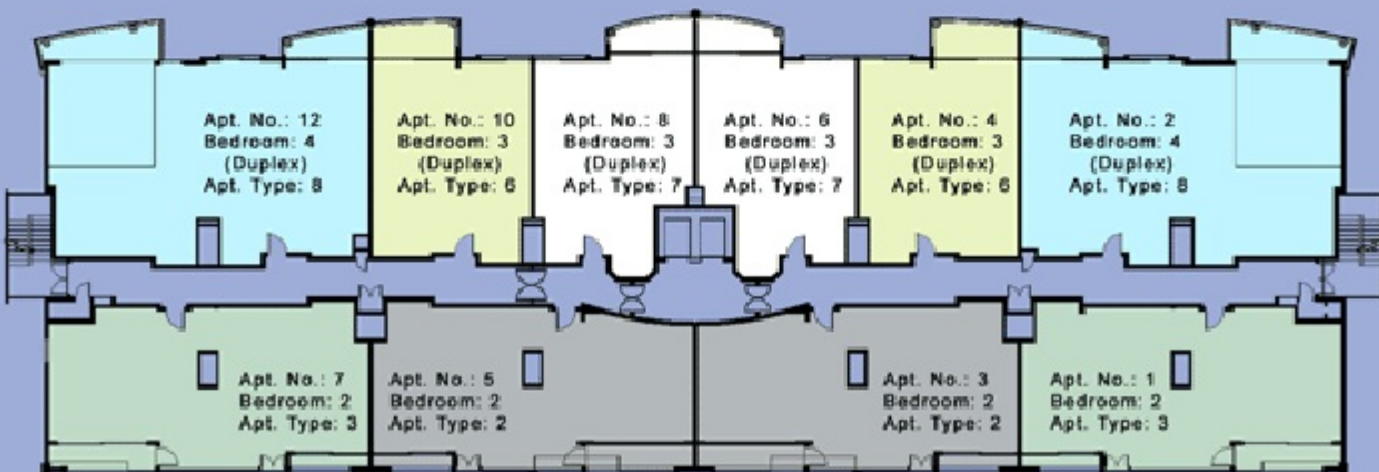 Apt. No.: 12
Bedroom: 4
(Duplex)
Apt. Type: 8
Apt. No.: 10
Bedroom: 3
(Duplex)
Apt. Type: 6
Apt. No.: 8
Bedroom: 3
(Duplex)
Apt. Type: 7
Apt. No.: 6
Bedroom: 3
(Duplex)
Apt. Type: 7
Apt. No.: 4
Bedroom: 3
(Duplex)
Apt. Type: 6
Apt. No.: 2
Bedroom: 4
(Duplex)
Apt. Type: 8
Apt. No.: 7
Bedroom: 2
Apt. Type: 3
Apt. No.: 5
Bedroom: 2
Apt. Type: 2
Apt. No.: 3
Bedroom: 2
Apt. Type: 2
Apt. No.: 1
Bedroom: 2
Apt. Type: 3